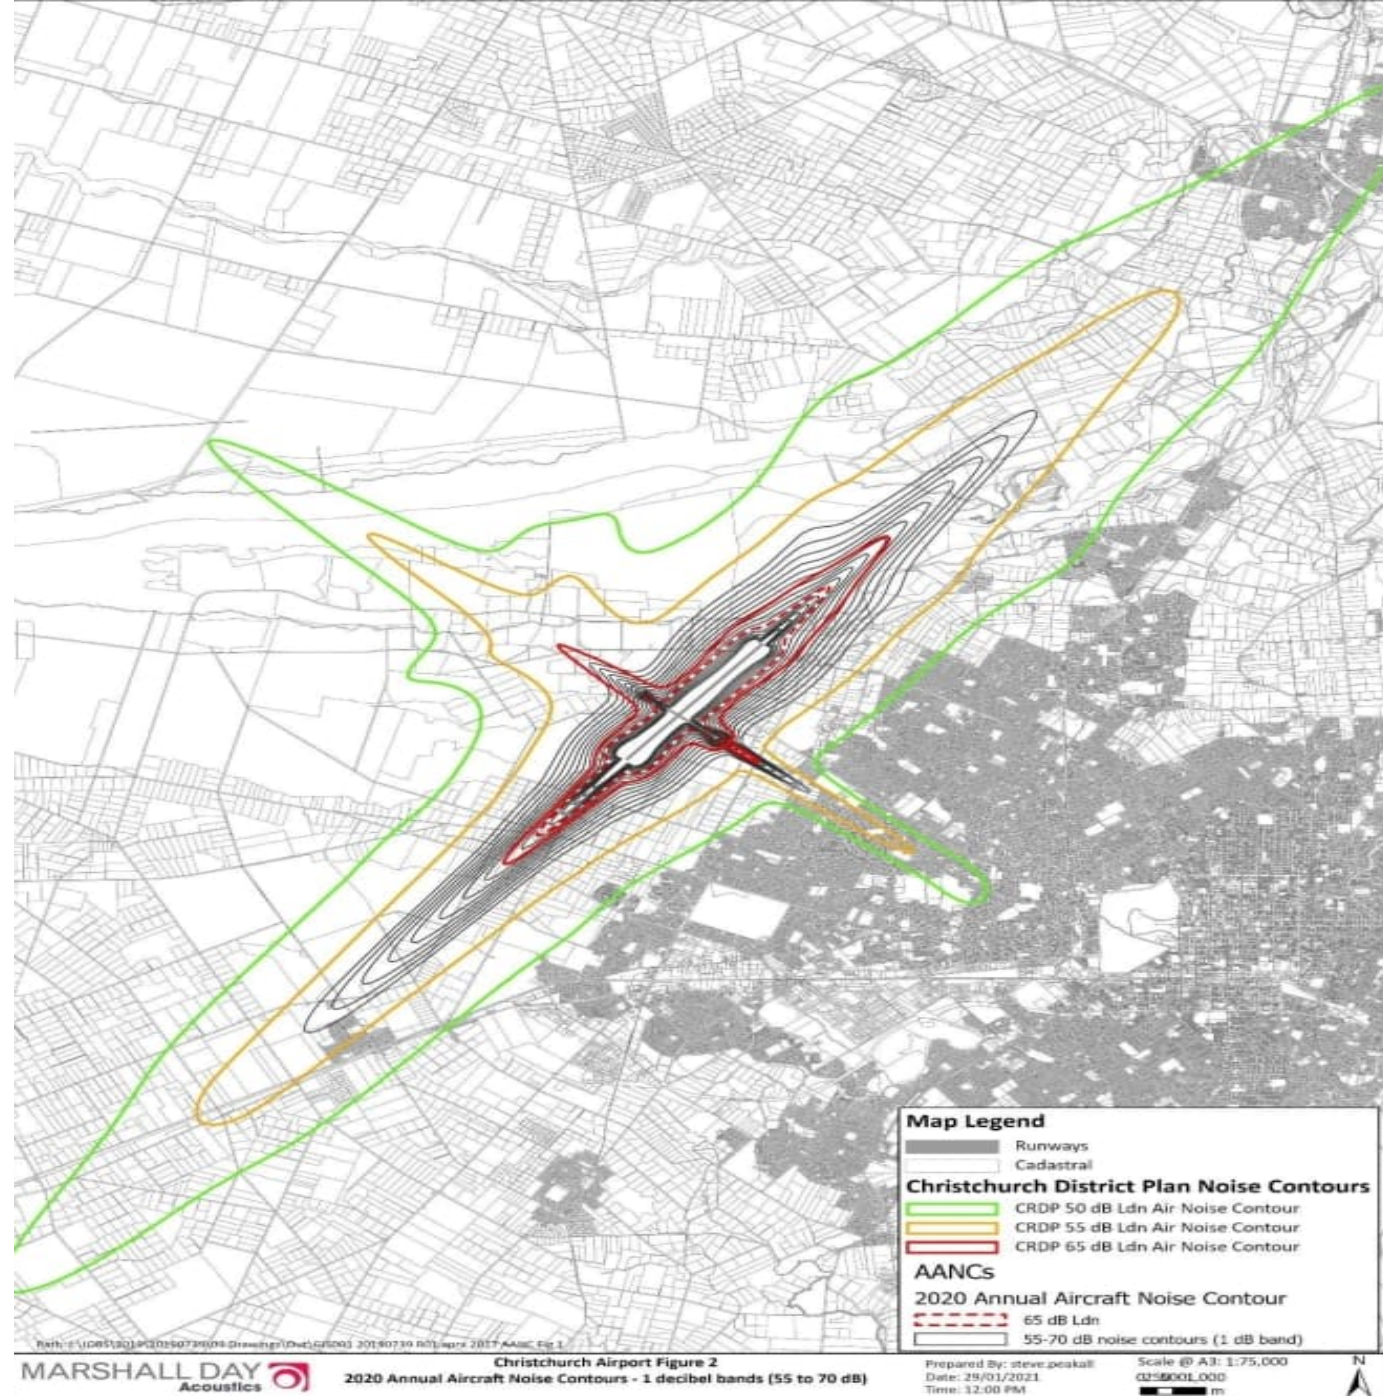 Map Legend
Runways
Cadastral
Christchurch District Plan Noise Contours
CRDP 50 dB Ldn Air Noise Contour
CRDP 55 dB Ldn Air Noise Contour
CRDP 65 dB Ldn Air Noise Contour
AANCs
2020 Annual Aircraft Noise Contour
65 dB Ldn
55-70 dB noise contours (1 dB band)
MARSHALL DAY
Acoustics
Christchurch Airport Figure 2
2020 Annual Aircraft Noise Contours - 1 decibel bands (55 to 70 dB)
Prepared By: steve.peakall
Date: 29/01/2021
Time: 12:00 PM
Scale @ A3: 1:75,000
m
N